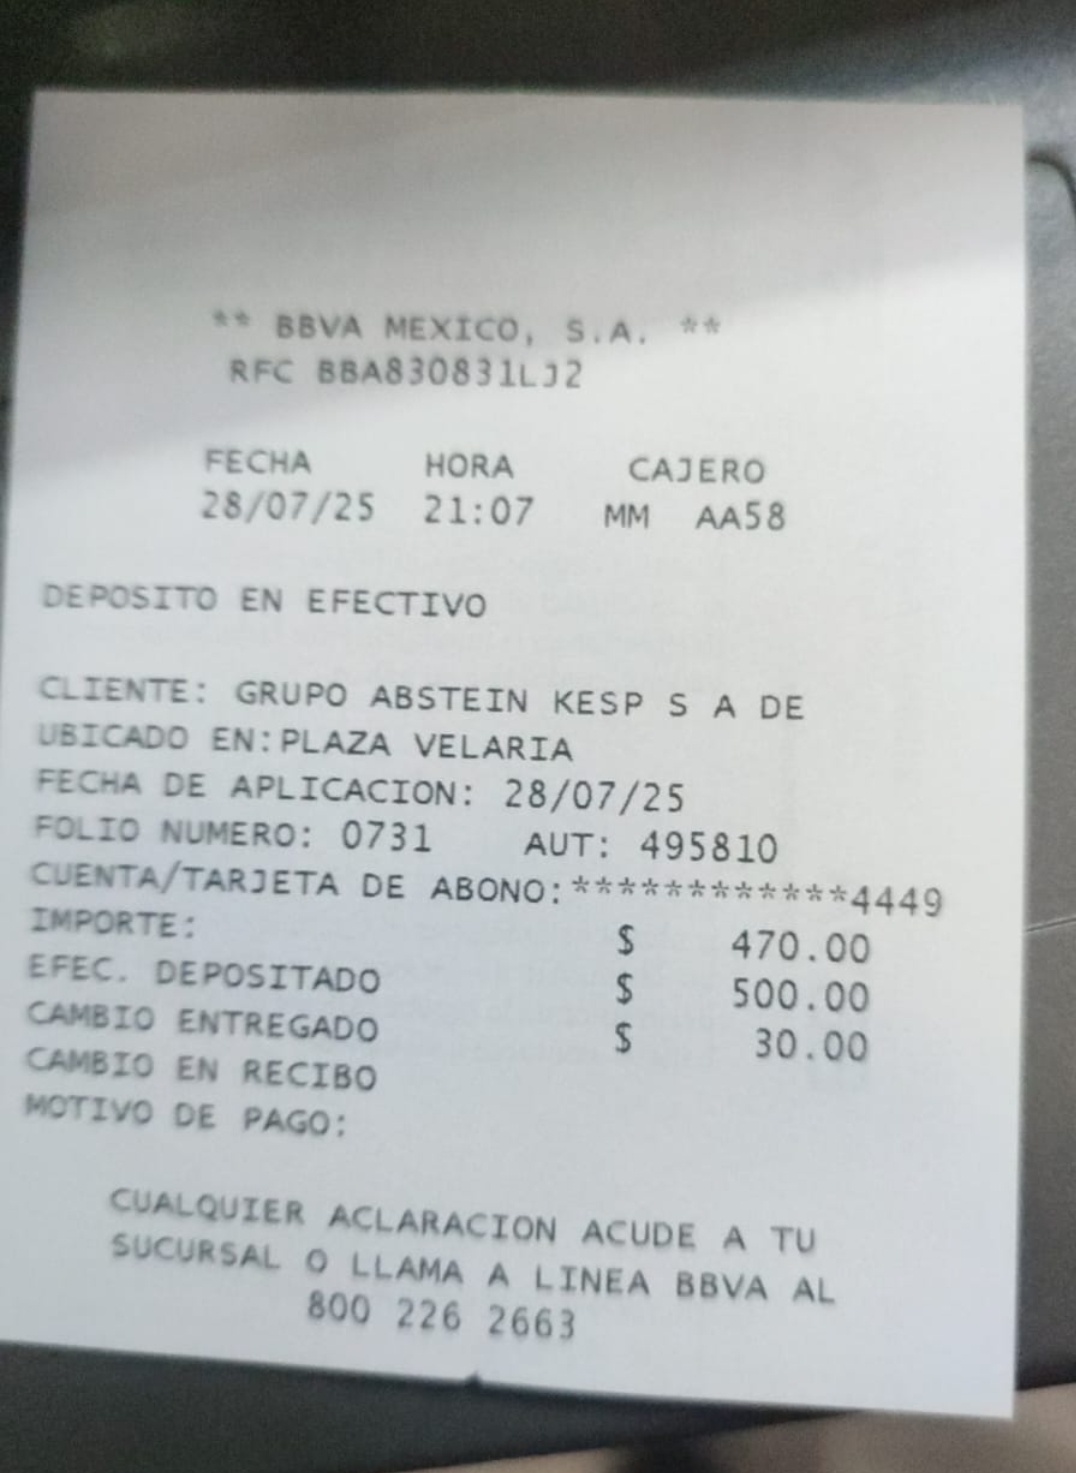 ** BBVA MEXICO, S.A. **
RFC BBA830831LJ2
FECHA HORA CAJERO
28/07/25 21:07 MM AA58
DEPOSITO EN EFECTIVO
CLIENTE: GRUPO ABSTEIN KESP S A DE
UBICADO EN:PLAZA VELARIA
FECHA DE APLICACION: 28/07/25
FOLIO NUMERO: 0731 AUT: 495810
CUENTA/TARJETA DE ABONO:************4449
IMPORTE: $ 470.00
EFEC. DEPOSITADO $ 500.00
CAMBIO ENTREGADO $ 30.00
CAMBIO EN RECIBO
MOTIVO DE PAGO:
CUALQUIER ACLARACION ACUDE A TU
SUCURSAL O LLAMA A LINEA BBVA AL
800 226 2663